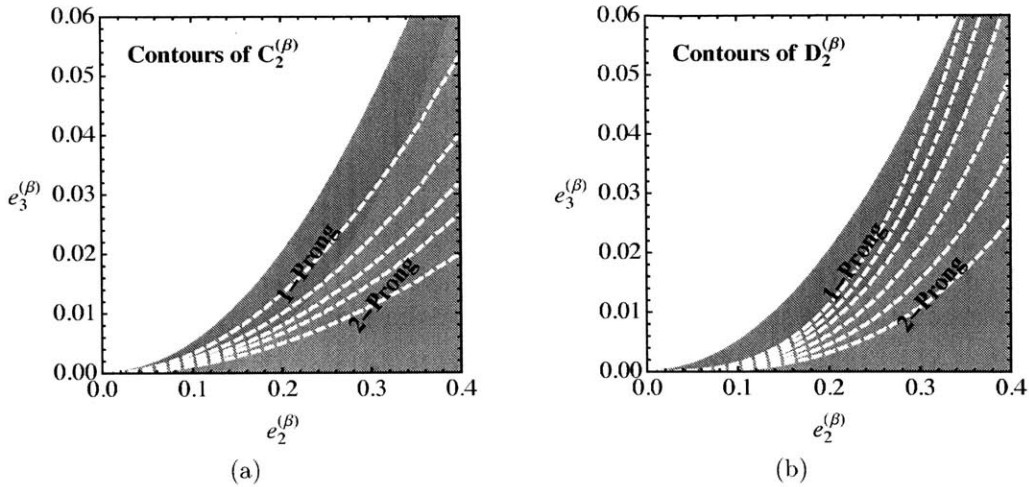 Contours of C₂^(β)
0.06
0.05
0.04
0.03
0.02
0.01
0.00
e₃^(β)
1-Prong
2-Prong
0.0 0.1 0.2 0.3 0.4
e₂^(β)
(a)
Contours of D₂^(β)
0.06
0.05
0.04
0.03
0.02
0.01
0.00
e₃^(β)
1-Prong
2-Prong
0.0 0.1 0.2 0.3 0.4
e₂^(β)
(b)